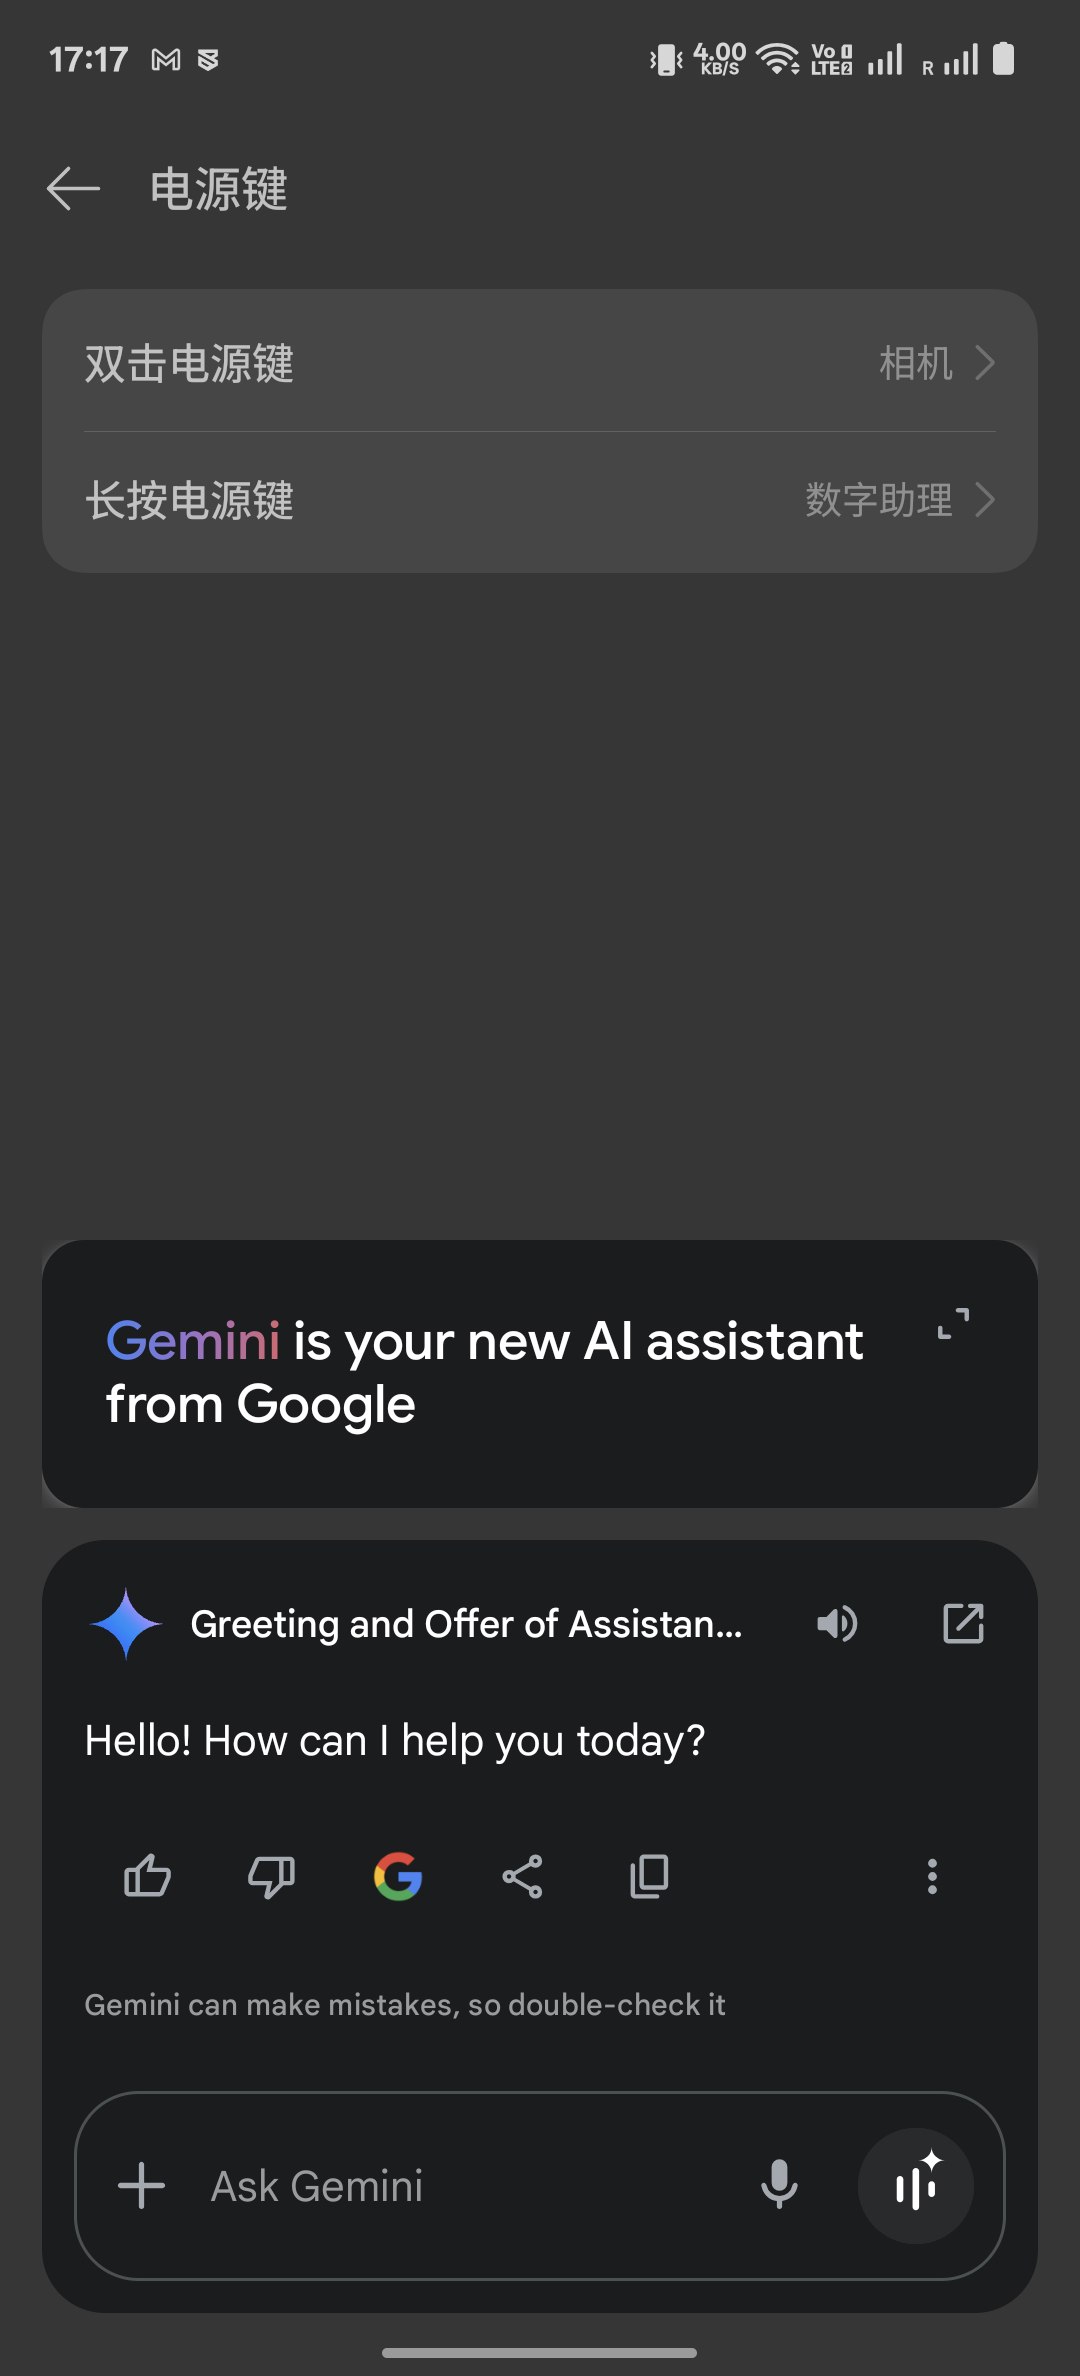 17:17
4.00
KB/S
Vo 1
LTE 2
R
电源键
双击电源键
相机
长按电源键
数字助理
Gemini is your new AI assistant
from Google
Greeting and Offer of Assistan...
Hello! How can I help you today?
Gemini can make mistakes, so double-check it
Ask Gemini